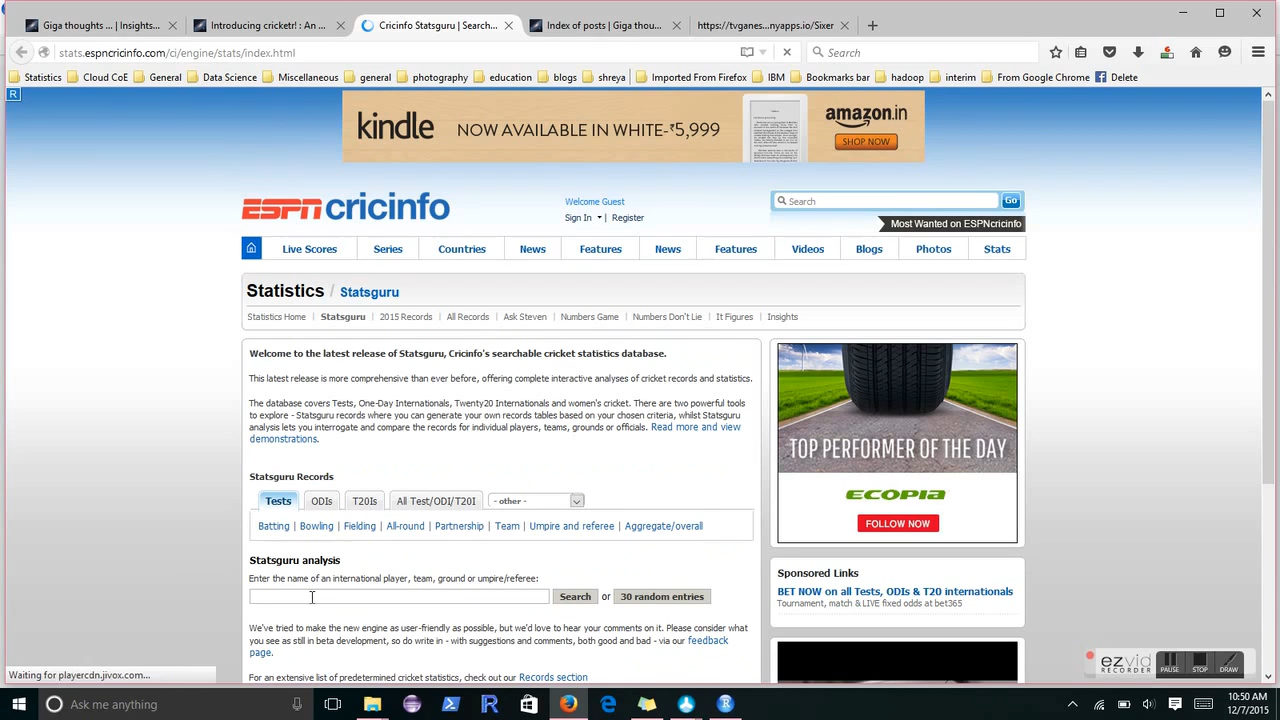 Giga thoughts ... | Insights...
Introducing cricketr! : An ...
Cricinfo Statsguru | Search...
Index of posts | Giga thou...
https://tvganes...nyapps.io/Sixer
stats.espncricinfo.com/ci/engine/stats/index.html
Search
Statistics
Cloud CoE
General
Data Science
Miscellaneous
general
photography
education
blogs
shreya
Imported From Firefox
IBM
Bookmarks bar
hadoop
interim
From Google Chrome
Delete
R
kindle NOW AVAILABLE IN WHITE-₹5,999
amazon.in
SHOP NOW
ESPN cricinfo
Welcome Guest
Sign In | Register
Search Go
Most Wanted on ESPNcricinfo
Live Scores Series Countries News Features News Features Videos Blogs Photos Stats
Statistics / Statsguru
Statistics Home | Statsguru | 2015 Records | All Records | Ask Steven | Numbers Game | Numbers Don't Lie | It Figures | Insights
Welcome to the latest release of Statsguru, Cricinfo's searchable cricket statistics database.
This latest release is more comprehensive than ever before, offering complete interactive analyses of cricket records and statistics.
The database covers Tests, One-Day Internationals, Twenty20 Internationals and women's cricket. There are two powerful tools
to explore - Statsguru records where you can generate your own records tables based on your chosen criteria, whilst Statsguru
analysis lets you interrogate and compare the records for individual players, teams, grounds or officials. Read more and view
demonstrations.
Statsguru Records
Tests ODIs T20Is All Test/ODI/T20I - other -
Batting | Bowling | Fielding | All-round | Partnership | Team | Umpire and referee | Aggregate/overall
Statsguru analysis
Enter the name of an international player, team, ground or umpire/referee:
Search or 30 random entries
We've tried to make the new engine as user-friendly as possible, but we'd love to hear your comments on it. Please consider what
you see as still in beta development, so do write in - with suggestions and comments, both good and bad - via our feedback
page.
For an extensive list of predetermined cricket statistics, check out our Records section
TOP PERFORMER OF THE DAY
ECOPIA
FOLLOW NOW
Sponsored Links
BET NOW on all Tests, ODIs & T20 internationals
Tournament, match & LIVE fixed odds at bet365
Waiting for playercdn.jivox.com...
ezvid
RECORDER
PAUSE STOP DRAW
Ask me anything
10:50 AM
12/7/2015